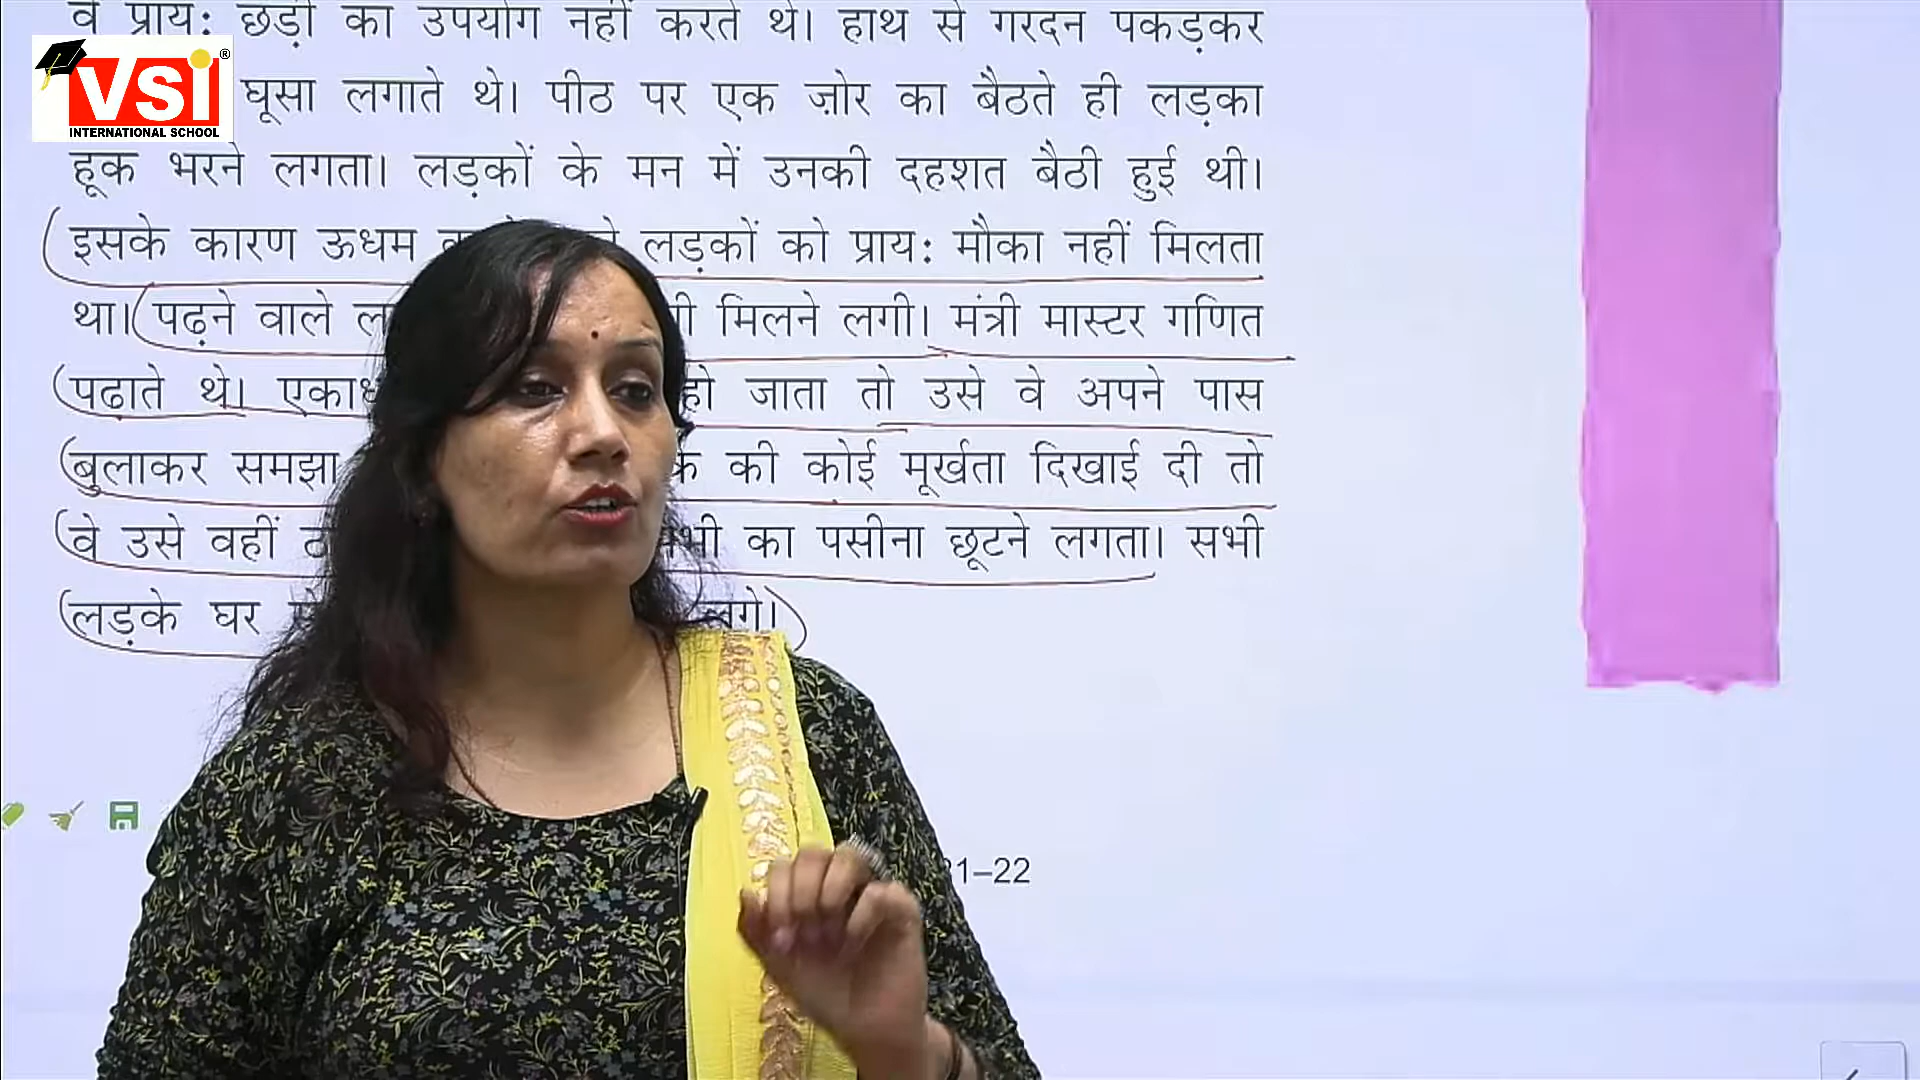 वे प्राय: छड़ी का उपयोग नहीं करते थे। हाथ से गरदन पकड़कर
VSI ®
INTERNATIONAL SCHOOL
घूसा लगाते थे। पीठ पर एक ज़ोर का बैठते ही लड़का
हूक भरने लगता। लड़कों के मन में उनकी दहशत बैठी हुई थी।
इसके कारण ऊधम लड़कों को प्राय: मौका नहीं मिलता
था। पढ़ने वाले मिलने लगी। मंत्री मास्टर गणित
पढ़ाते थे। हो जाता तो उसे वे अपने पास
बुलाकर समझा की कोई मूर्खता दिखाई दी तो
वे उसे वहीं का पसीना छूटने लगता। सभी
लड़के घर लगे।
21–22